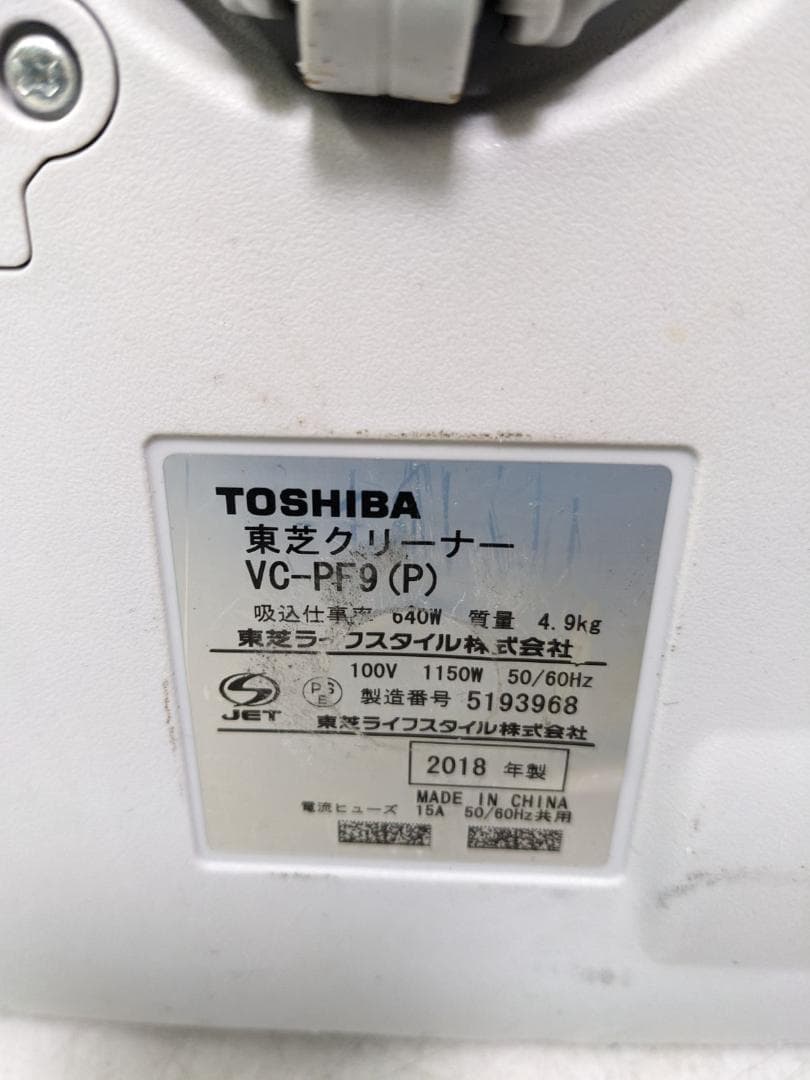 TOSHIBA
東芝クリーナー
VC-PF9(P)
吸込仕事率 640W 質量 4.9kg
東芝ライフスタイル株式会社
100V 1150W 50/60Hz
JET PSE 製造番号 5193968
東芝ライフスタイル株式会社
2018 年製
MADE IN CHINA
電流ヒューズ 15A 50/60Hz共用